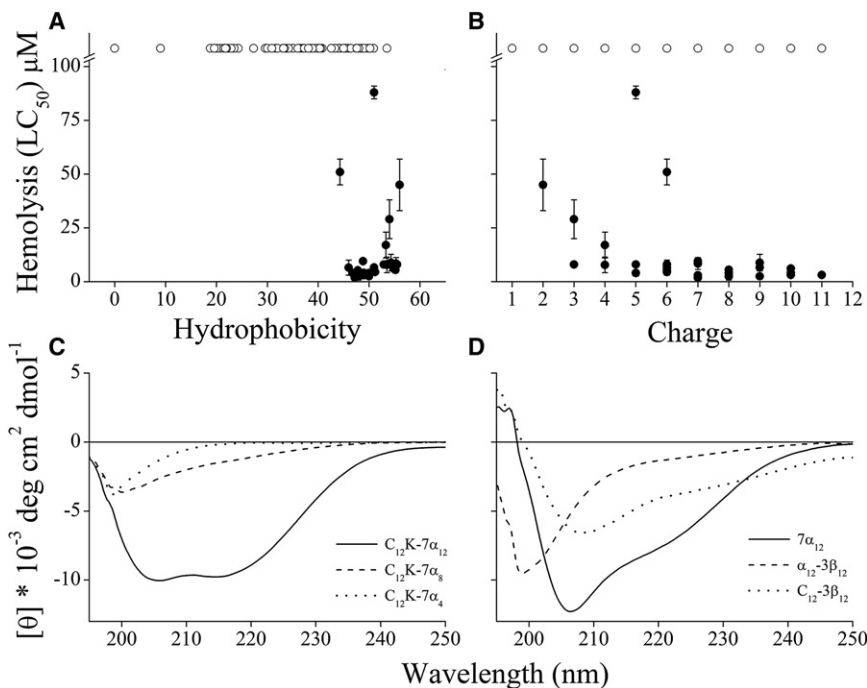 A
B
Hemolysis (LC50) μM
100
75
50
25
0
0 10 20 30 40 50 60
1 2 3 4 5 6 7 8 9 10 11 12
Hydrophobicity
Charge
C
D
[θ] * 10-3 deg cm2 dmol-1
5
0
-5
-10
C12K-7α12
C12K-7α8
C12K-7α4
7α12
α12-3β12
C12-3β12
200 210 220 230 240 250
200 210 220 230 240 250
Wavelength (nm)